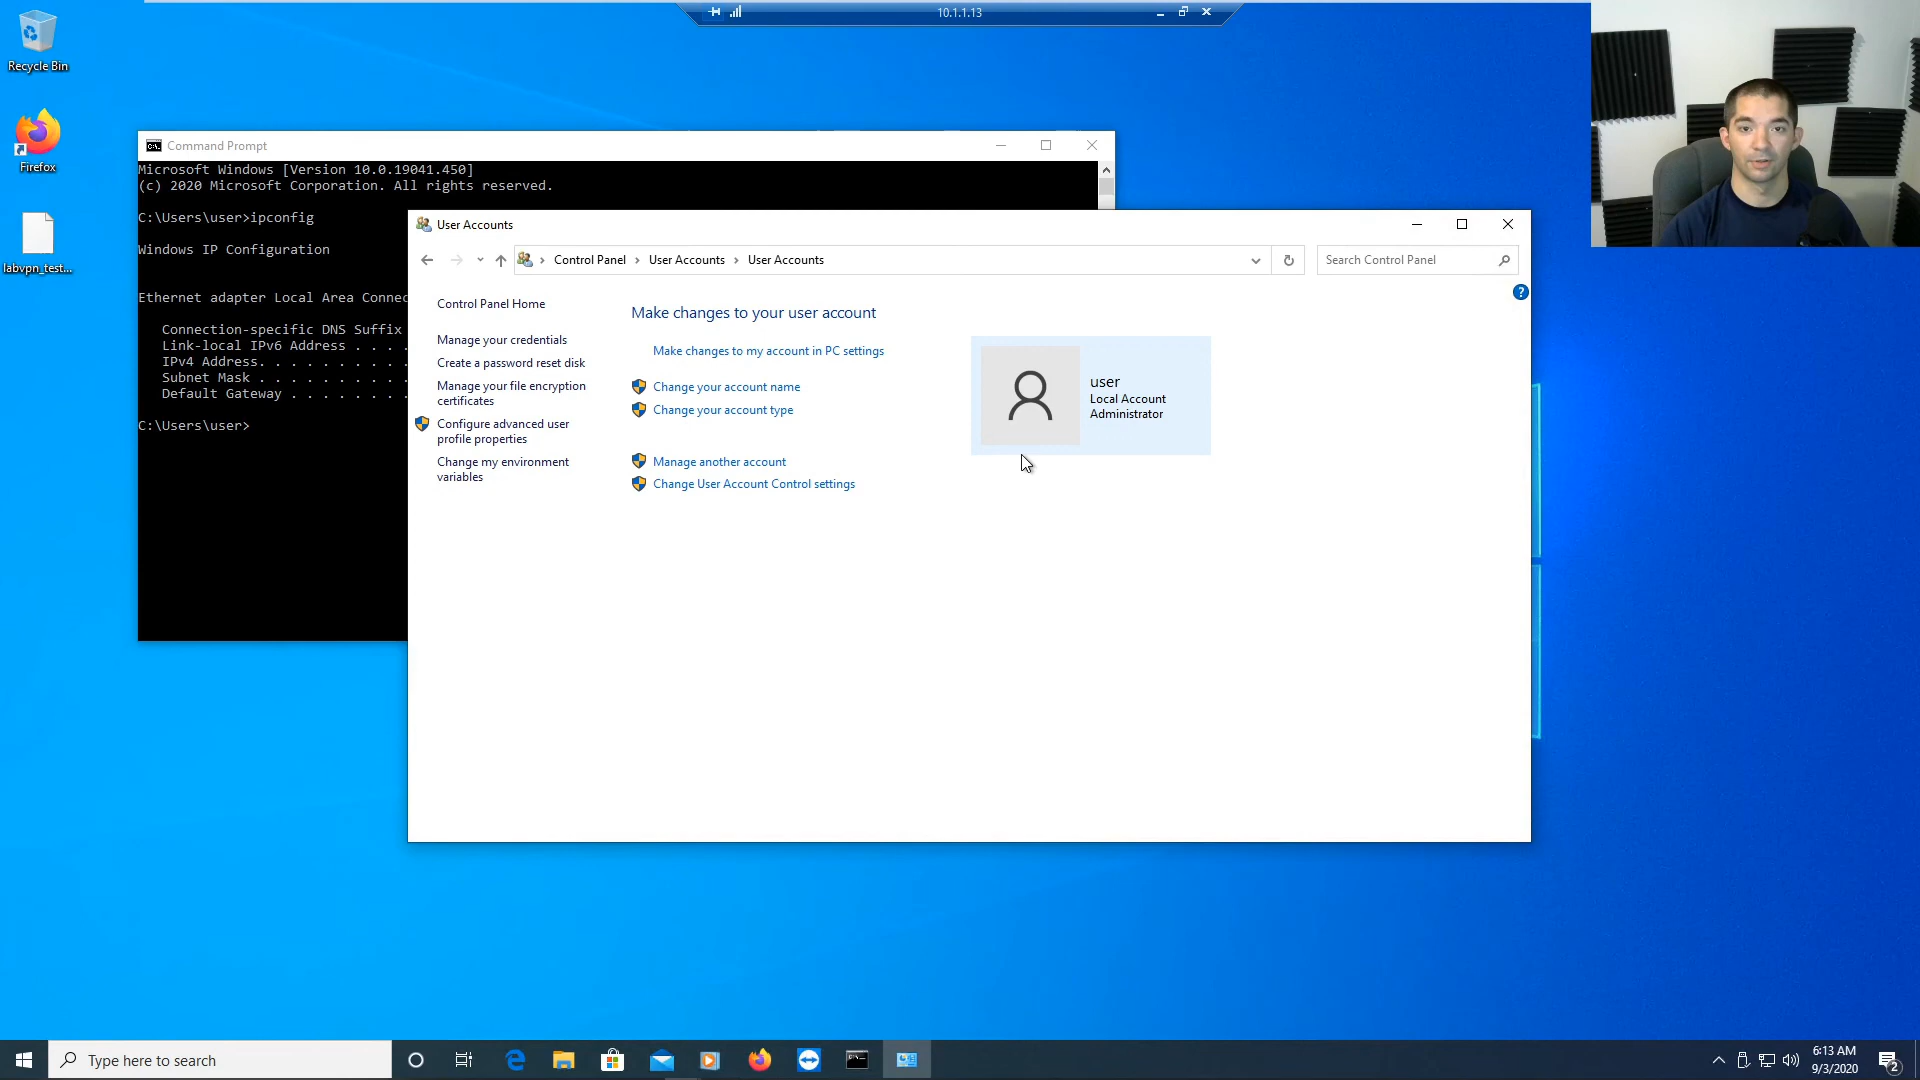 10.1.1.13
Recycle Bin
Firefox
labvpn_test...
Command Prompt
Microsoft Windows [Version 10.0.19041.450]
(c) 2020 Microsoft Corporation. All rights reserved.
C:\Users\user>ipconfig
Windows IP Configuration
Ethernet adapter Local Area Connec
Connection-specific DNS Suffix
Link-local IPv6 Address . . . .
IPv4 Address. . . . . . . . . .
Subnet Mask . . . . . . . . . .
Default Gateway . . . . . . . .
C:\Users\user>
User Accounts
Control Panel > User Accounts > User Accounts
Search Control Panel
Control Panel Home
Manage your credentials
Create a password reset disk
Manage your file encryption
certificates
Configure advanced user
profile properties
Change my environment
variables
Make changes to your user account
Make changes to my account in PC settings
Change your account name
Change your account type
Manage another account
Change User Account Control settings
user
Local Account
Administrator
?
Type here to search
6:13 AM
9/3/2020
2